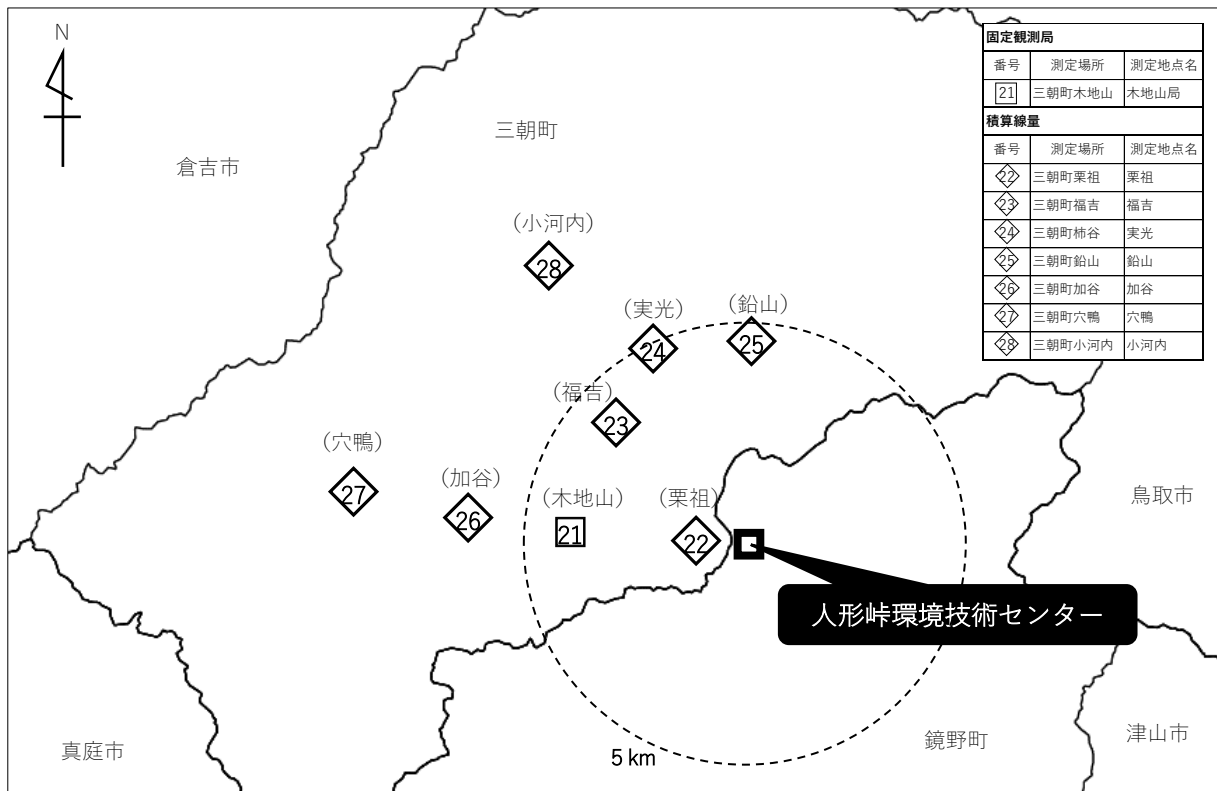 N
倉吉市
三朝町
固定観測局
番号 測定場所 測定地点名
21 三朝町木地山 木地山局
積算線量
番号 測定場所 測定地点名
22 三朝町栗祖 栗祖
23 三朝町福吉 福吉
24 三朝町柿谷 実光
25 三朝町鉛山 鉛山
26 三朝町加谷 加谷
27 三朝町穴鴨 穴鴨
28 三朝町小河内 小河内
(小河内)
28
(実光)
24
(鉛山)
25
(福吉)
23
(穴鴨)
27
(加谷)
26
(木地山)
21
(栗祖)
22
鳥取市
人形峠環境技術センター
真庭市
5 km
鏡野町
津山市